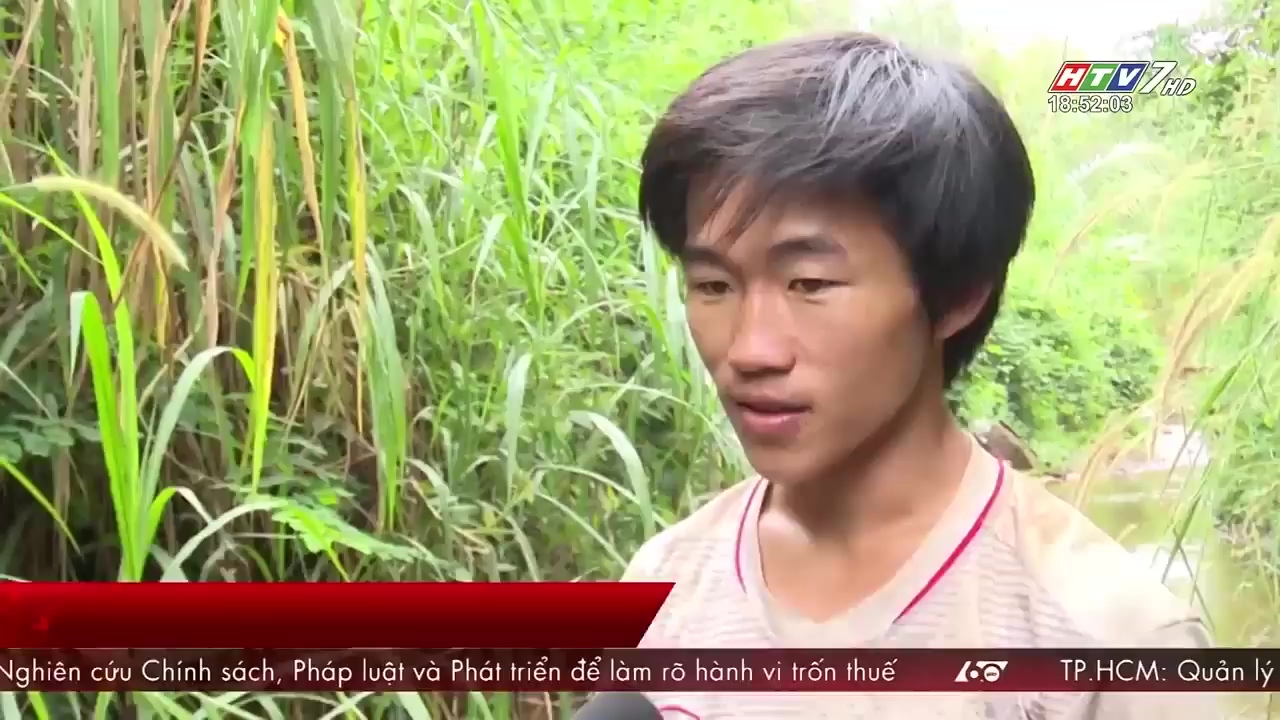 HTV7HD
18:52:03
Nghiên cứu Chính sách, Pháp luật và Phát triển để làm rõ hành vi trốn thuế 60 TP.HCM: Quản lý